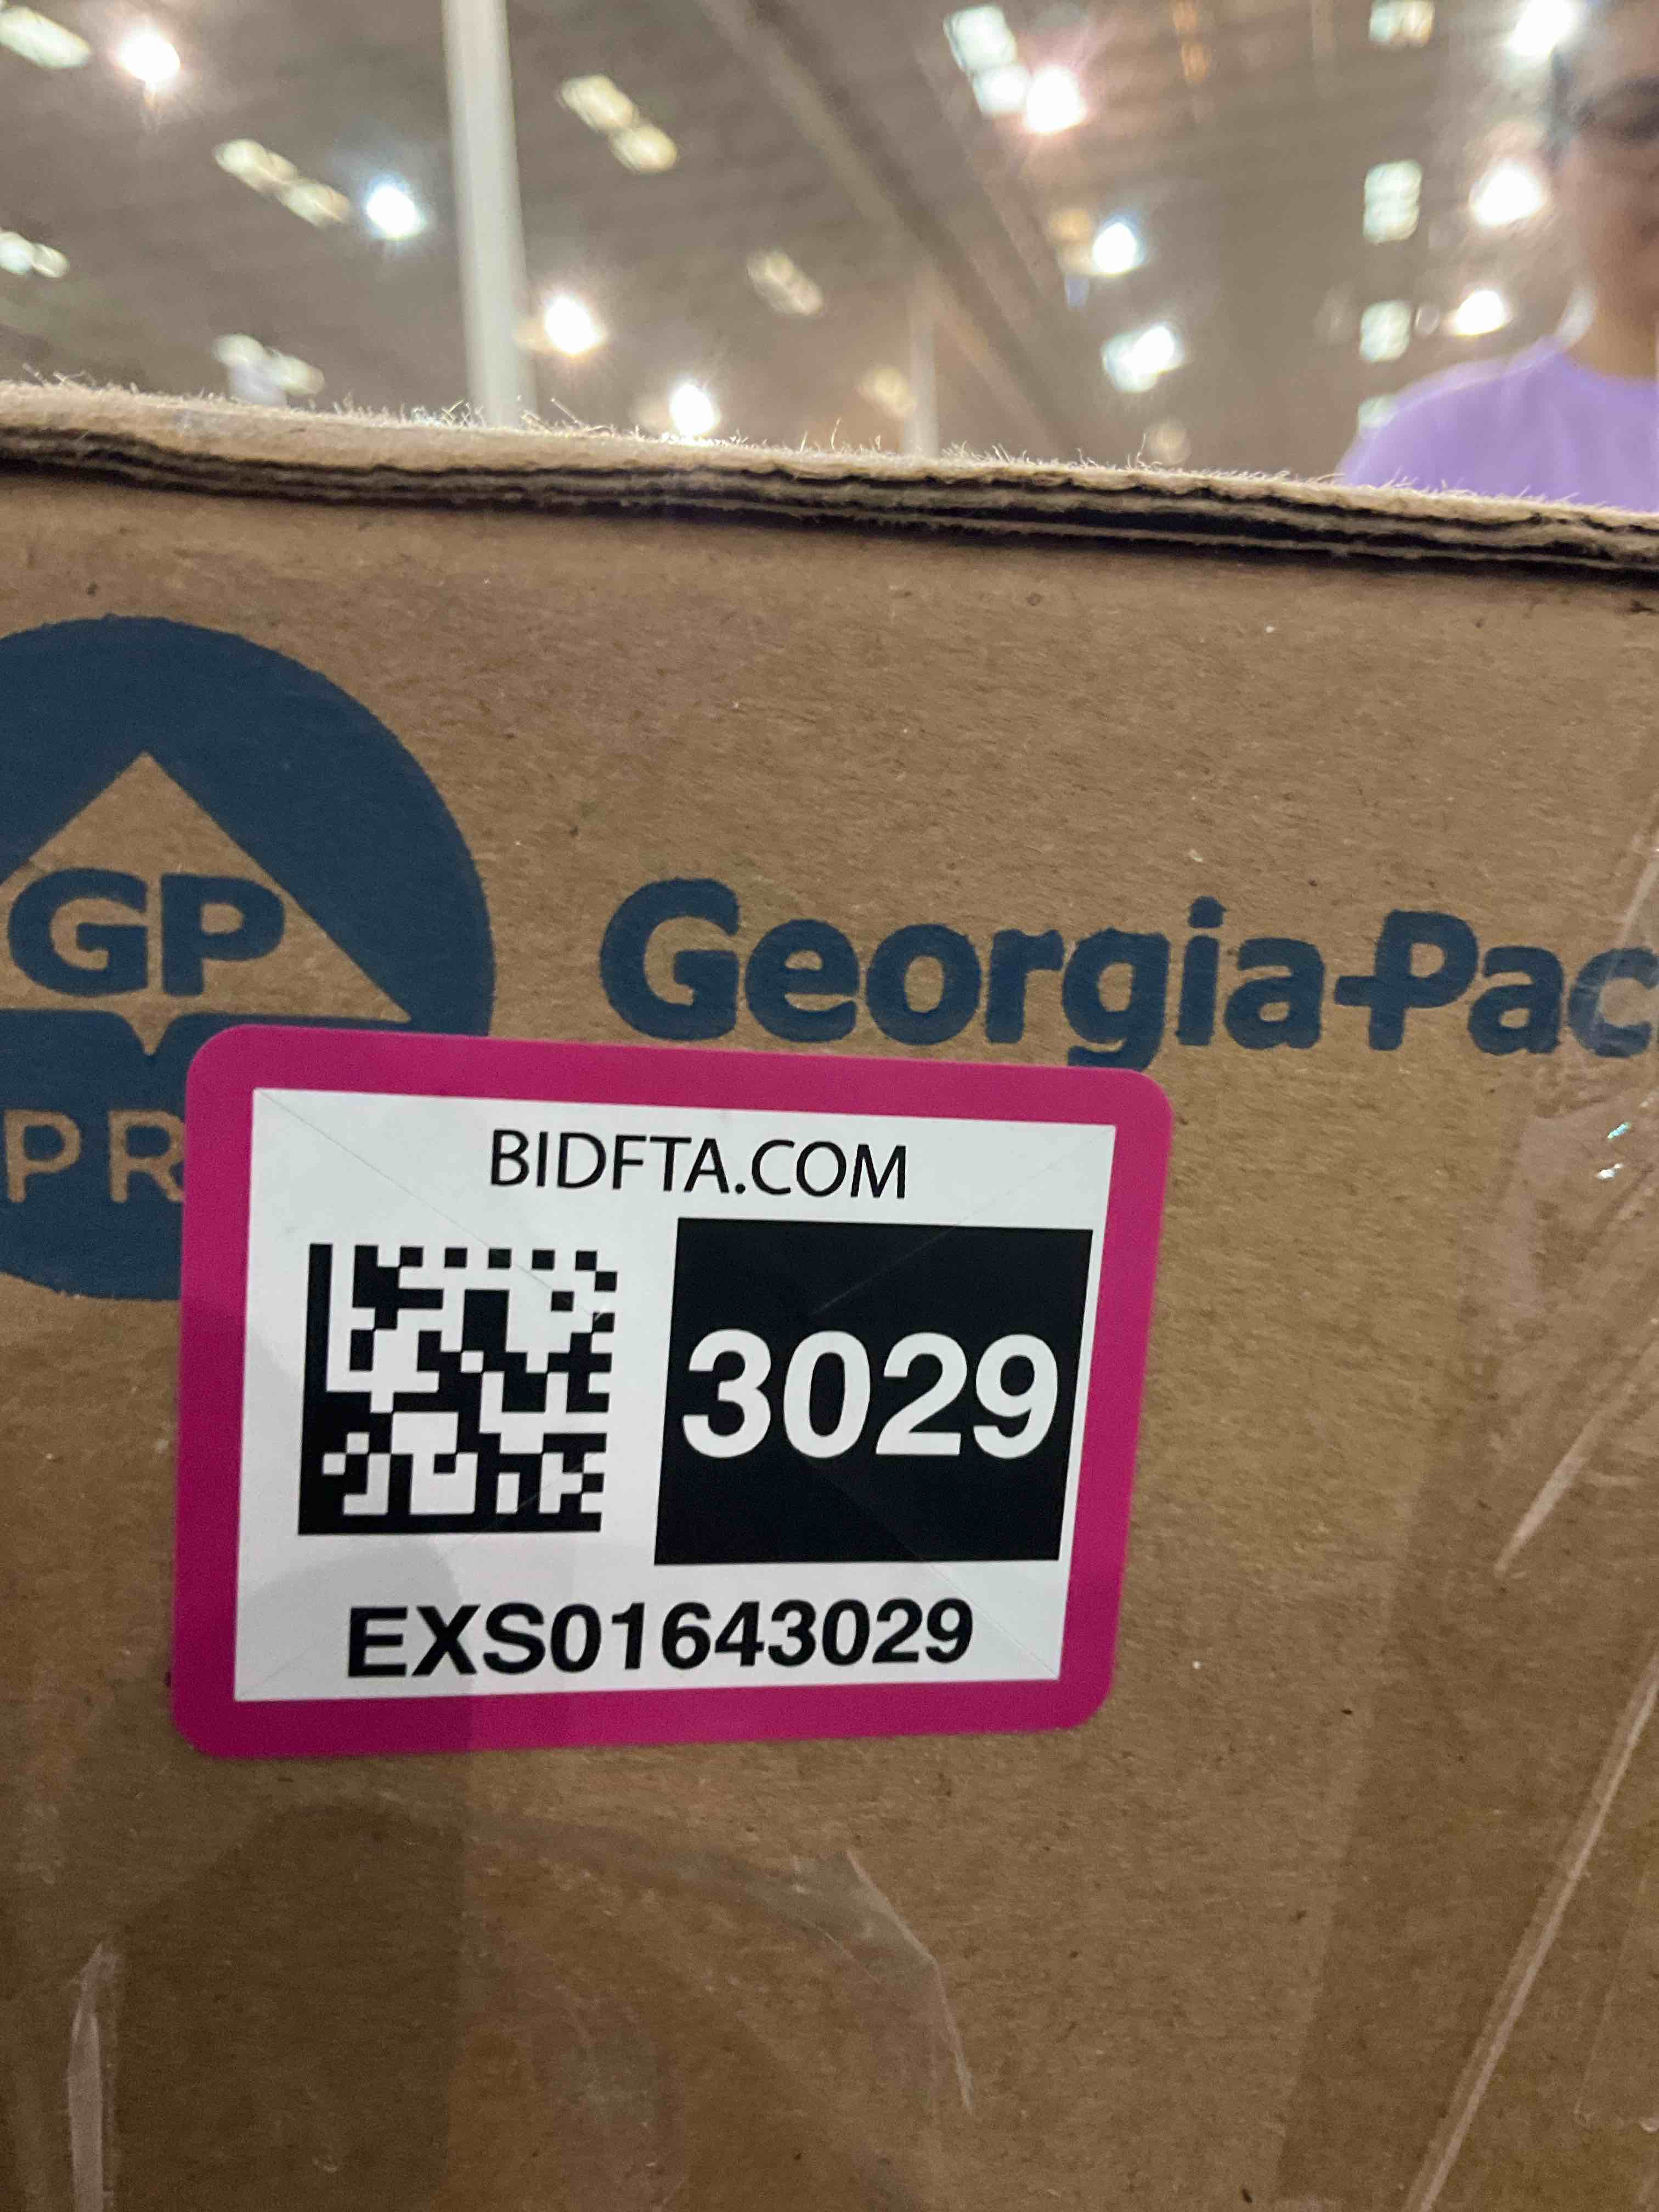 GP
Georgia-Pac
PR
BIDFTA.COM
3029
EXS01643029